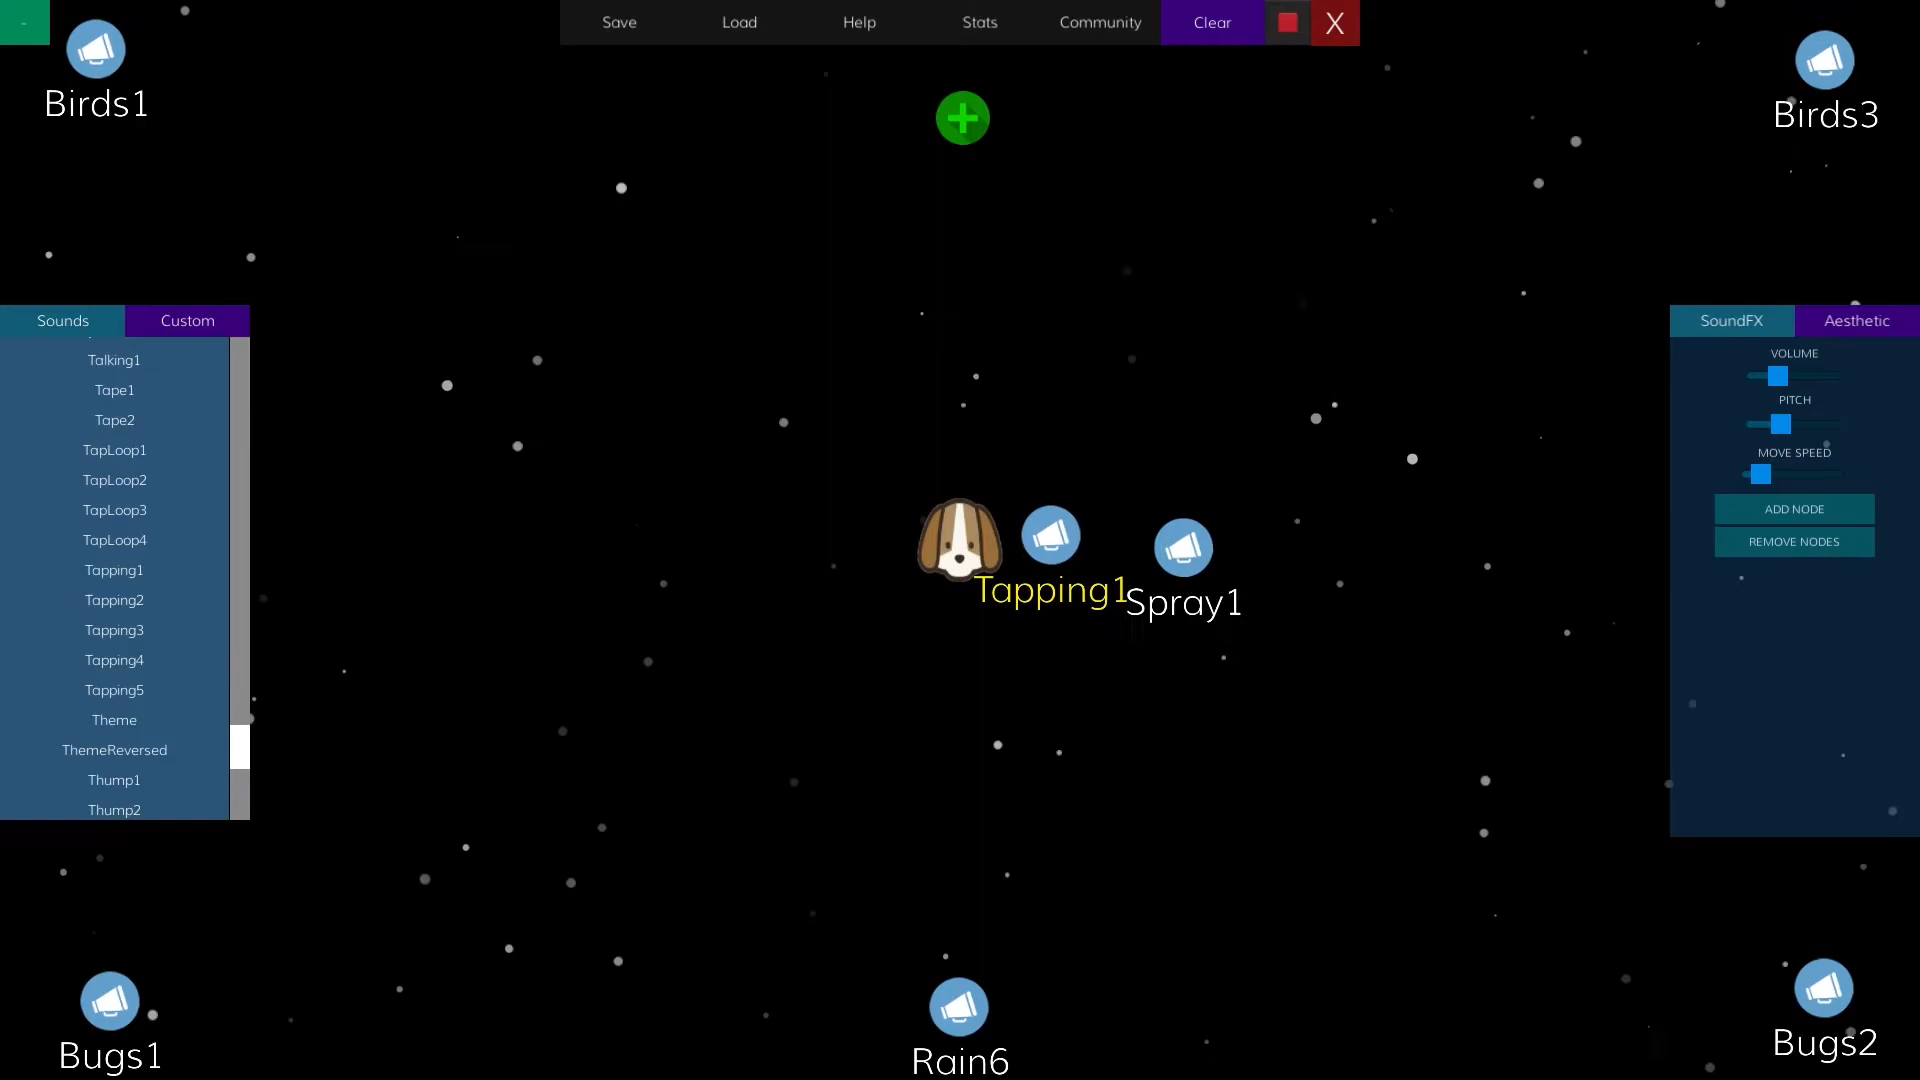 -
Save
Load
Help
Stats
Community
Clear
X
Birds1
Birds3
Sounds
Custom
Talking1
Tape1
Tape2
TapLoop1
TapLoop2
TapLoop3
TapLoop4
Tapping1
Tapping2
Tapping3
Tapping4
Tapping5
Theme
ThemeReversed
Thump1
Thump2
Tapping1
Spray1
SoundFX
Aesthetic
VOLUME
PITCH
MOVE SPEED
ADD NODE
REMOVE NODES
Bugs1
Rain6
Bugs2